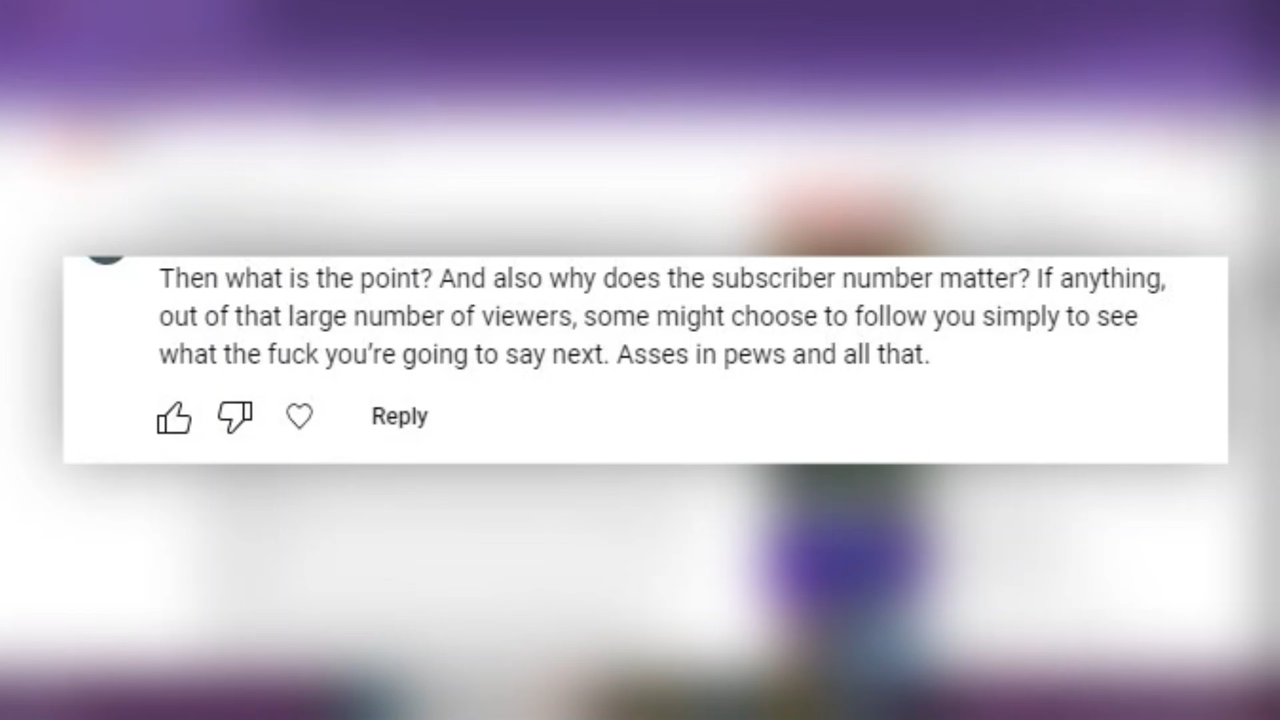 Then what is the point? And also why does the subscriber number matter? If anything,
out of that large number of viewers, some might choose to follow you simply to see
what the fuck you're going to say next. Asses in pews and all that.
Reply